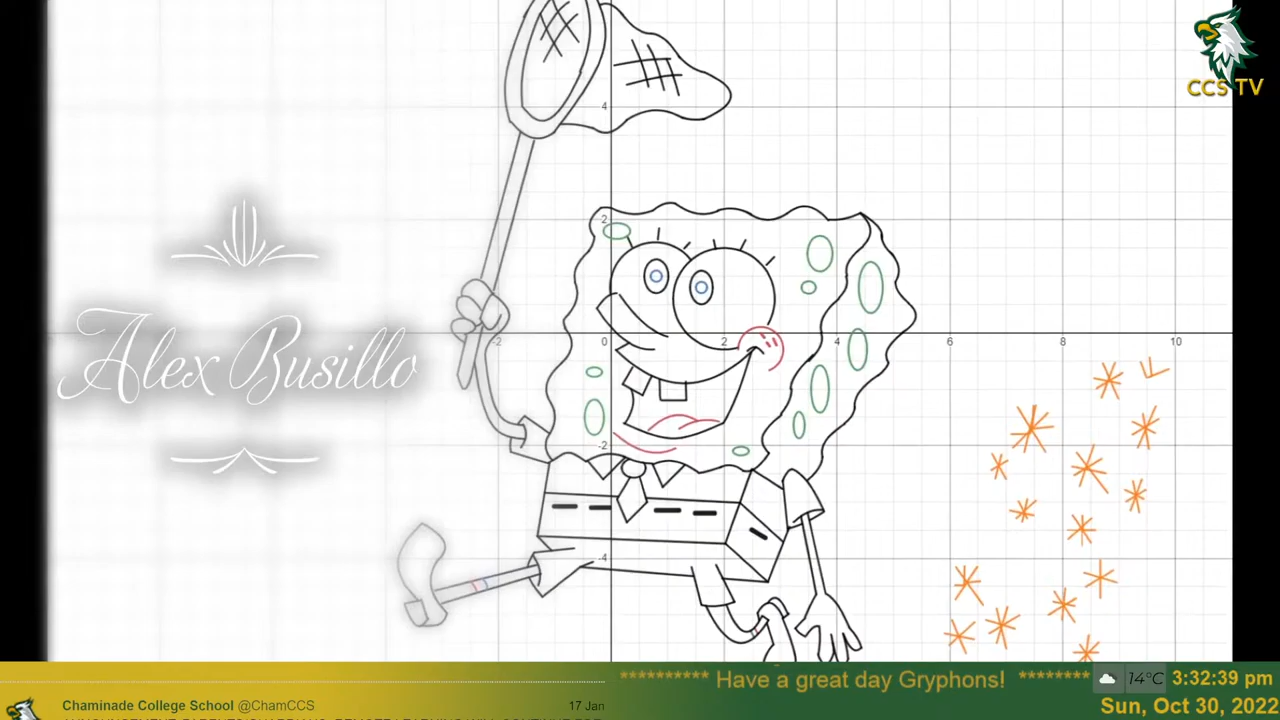 CCS TV
4
2
-2
0
2
4
6
8
10
-2
-4
Alex Busillo
********** Have a great day Gryphons! ********
14°C
3:32:39 pm
Chaminade College School @ChamCCS
17 Jan
Sun, Oct 30, 2022